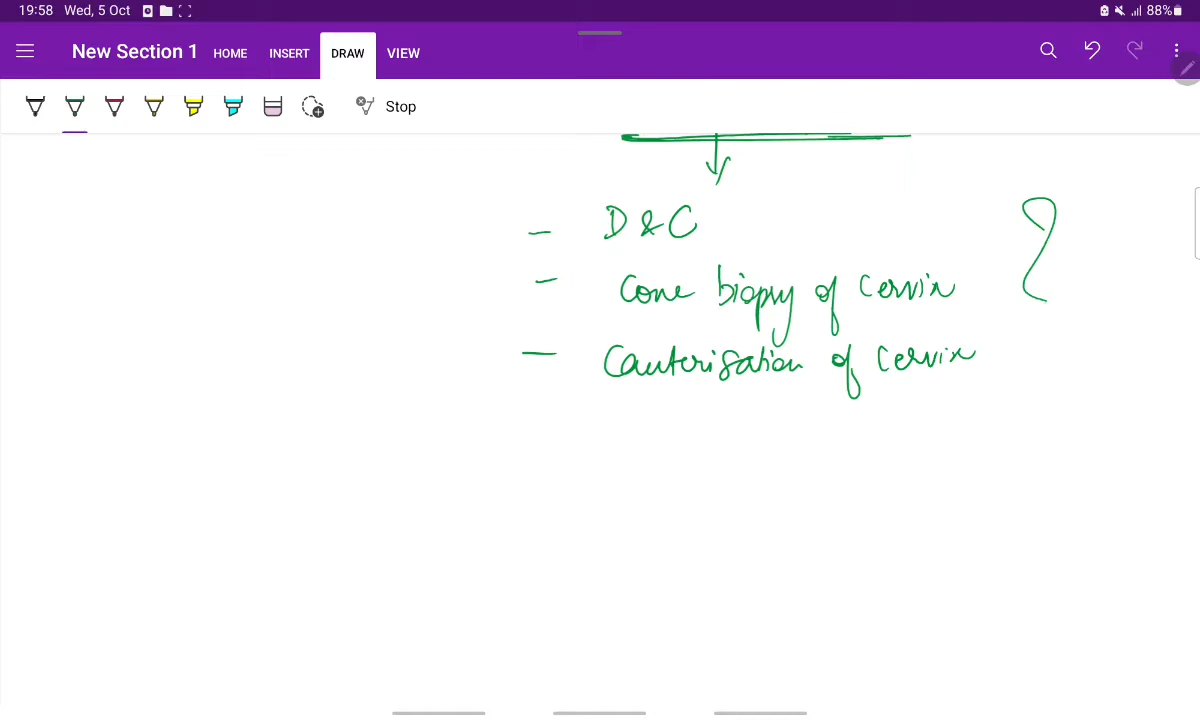 19:58 Wed, 5 Oct 88%
New Section 1 HOME INSERT DRAW VIEW
Stop
- D & C
- Cone biopsy of cervix
- Cauterisation of cervix